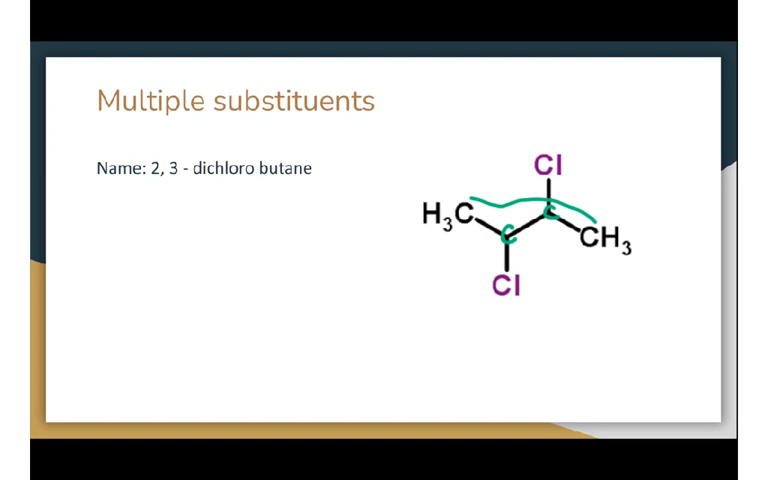 Multiple substituents
Name: 2, 3 - dichloro butane
Cl
H₃C
C
C
CH₃
Cl